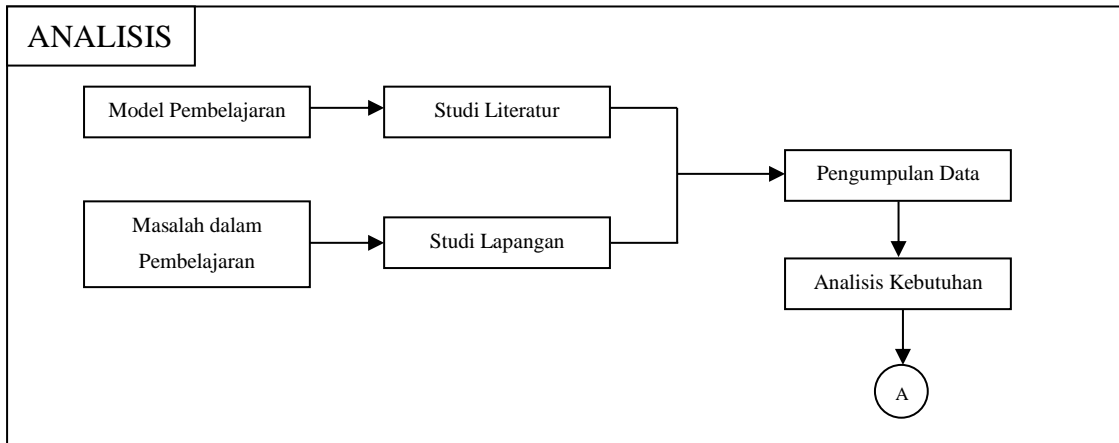 ANALISIS
Model Pembelajaran
Studi Literatur
Pengumpulan Data
Masalah dalam
Pembelajaran
Studi Lapangan
Analisis Kebutuhan
A